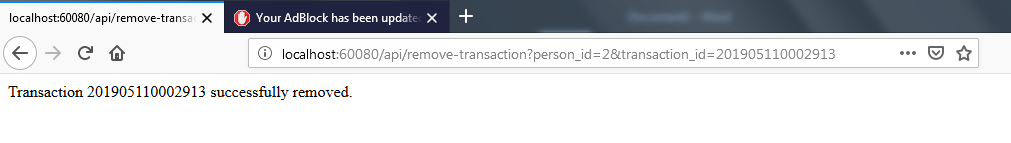 localhost:60080/api/remove-transac
Your AdBlock has been update
localhost:60080/api/remove-transaction?person_id=2&transaction_id=201905110002913
Transaction 201905110002913 successfully removed.